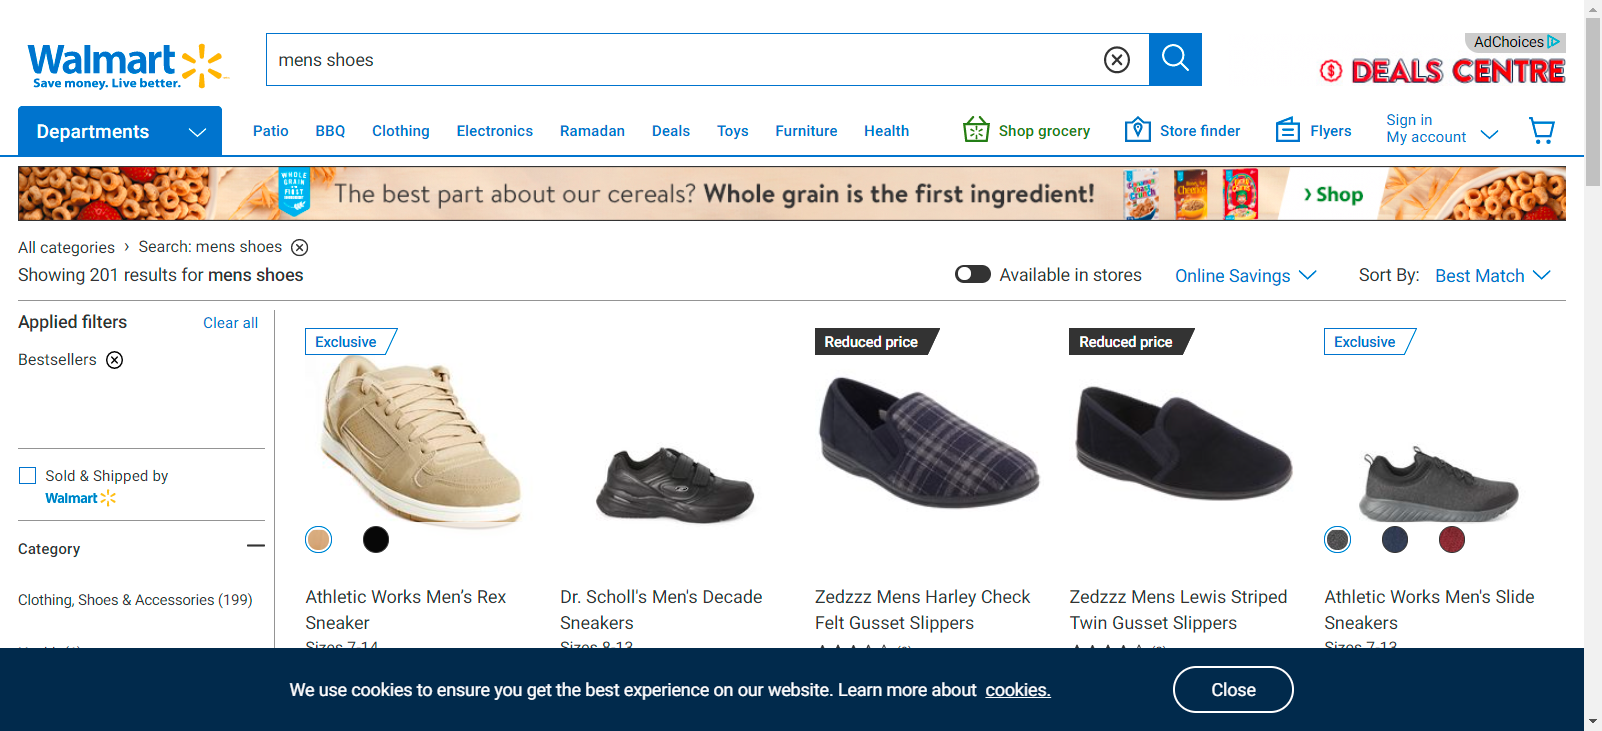 Walmart
Save money. Live better.
mens shoes
AdChoices
DEALS CENTRE
Departments
Patio
BBQ
Clothing
Electronics
Ramadan
Deals
Toys
Furniture
Health
Shop grocery
Store finder
Flyers
Sign in
My account
WHOLE GRAIN
FIRST
The best part about our cereals? Whole grain is the first ingredient!
Cheerios
› Shop
All categories › Search: mens shoes
Showing 201 results for mens shoes
Available in stores
Online Savings
Sort By: Best Match
Applied filters
Clear all
Bestsellers
Sold & Shipped by
Walmart
Category
Clothing, Shoes & Accessories (199)
Exclusive
Athletic Works Men’s Rex
Sneaker
Sizes 7-14
Dr. Scholl's Men's Decade
Sneakers
Sizes 8-13
Reduced price
Zedzzz Mens Harley Check
Felt Gusset Slippers
Reduced price
Zedzzz Mens Lewis Striped
Twin Gusset Slippers
Exclusive
Athletic Works Men's Slide
Sneakers
Sizes 7-13
We use cookies to ensure you get the best experience on our website. Learn more about cookies.
Close